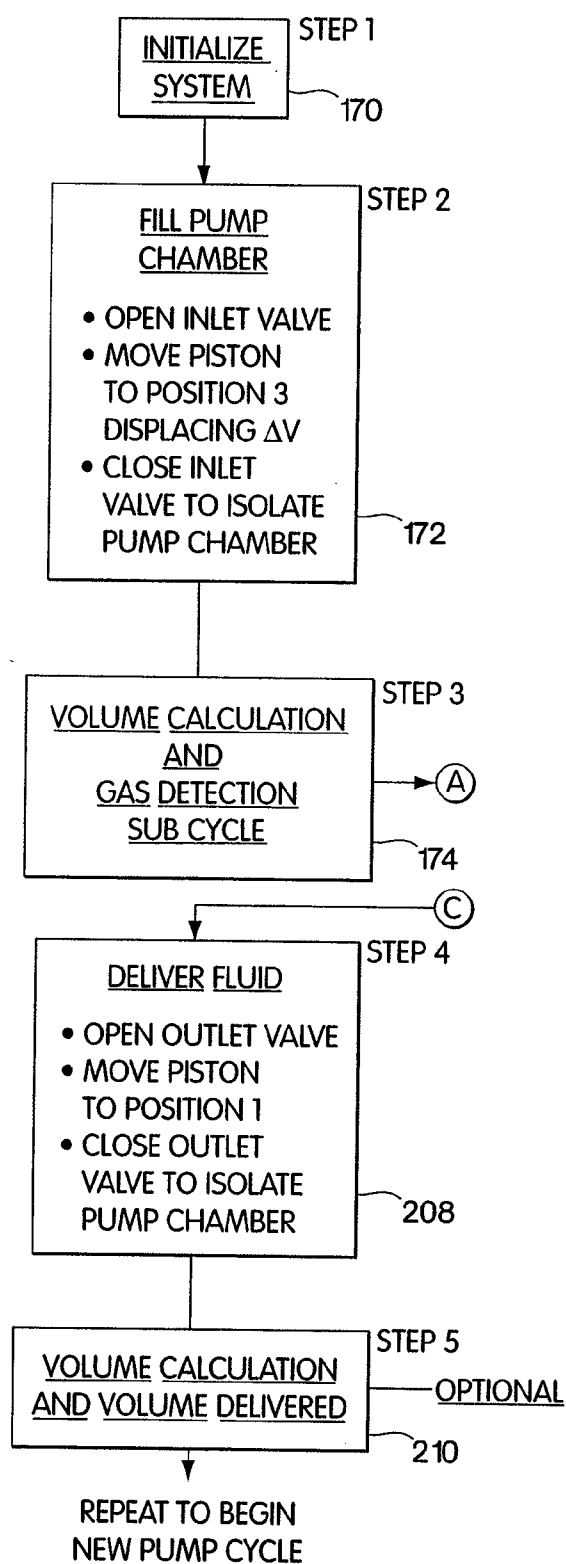 STEP 1
INITIALIZE
SYSTEM
170
STEP 2
FILL PUMP
CHAMBER
• OPEN INLET VALVE
• MOVE PISTON
TO POSITION 3
DISPLACING ΔV
• CLOSE INLET
VALVE TO ISOLATE
PUMP CHAMBER
172
STEP 3
VOLUME CALCULATION
AND
GAS DETECTION
SUB CYCLE
A
174
C
STEP 4
DELIVER FLUID
• OPEN OUTLET VALVE
• MOVE PISTON
TO POSITION 1
• CLOSE OUTLET
VALVE TO ISOLATE
PUMP CHAMBER
208
STEP 5
VOLUME CALCULATION
AND VOLUME DELIVERED
OPTIONAL
210
REPEAT TO BEGIN
NEW PUMP CYCLE